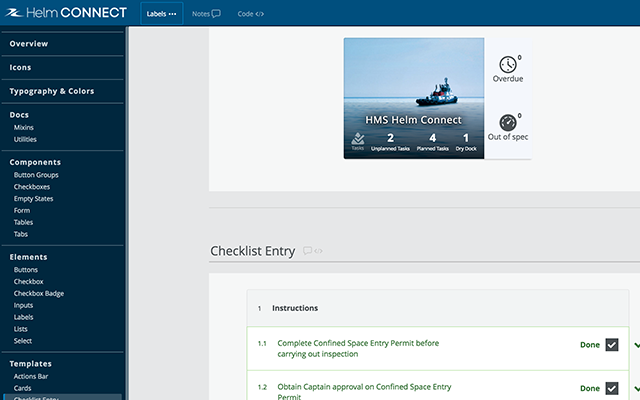 Helm CONNECT
Labels •••
Notes
Code </>
Overview
Icons
Typography & Colors
Docs
Mixins
Utilities
Components
Button Groups
Checkboxes
Empty States
Form
Tables
Tabs
Elements
Buttons
Checkbox
Checkbox Badge
Inputs
Labels
Lists
Select
Templates
Actions Bar
Cards
Checklist Entry
HMS Helm Connect
Tasks
2
Unplanned Tasks
4
Planned Tasks
1
Dry Dock
0
Overdue
0
Out of spec
Checklist Entry </>
1 Instructions
1.1 Complete Confined Space Entry Permit before
carrying out inspection
Done
1.2 Obtain Captain approval on Confined Space Entry
Permit
Done